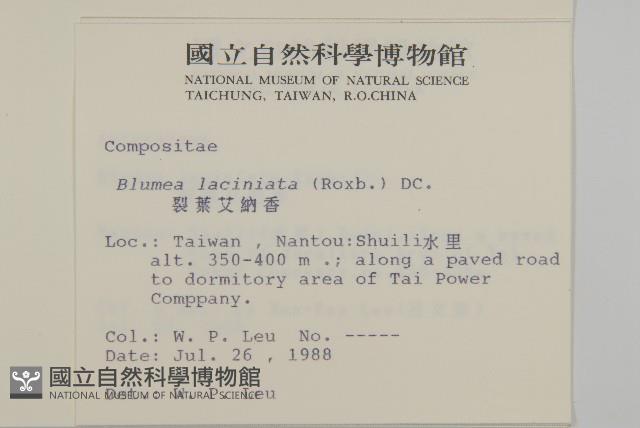 國立自然科學博物館
NATIONAL MUSEUM OF NATURAL SCIENCE
TAICHUNG, TAIWAN, R.O.CHINA
Compositae
Blumea laciniata (Roxb.) DC.
裂葉艾納香
Loc.: Taiwan , Nantou:Shuili水里
alt. 350-400 m .; along a paved road
to dormitory area of Tai Power
Comppany.
Col.: W. P. Leu No. -----
Date: Jul. 26 , 1988
國立自然科學博物館
NATIONAL MUSEUM OF NATURAL SCIENCE
Det.: W. P. Leu